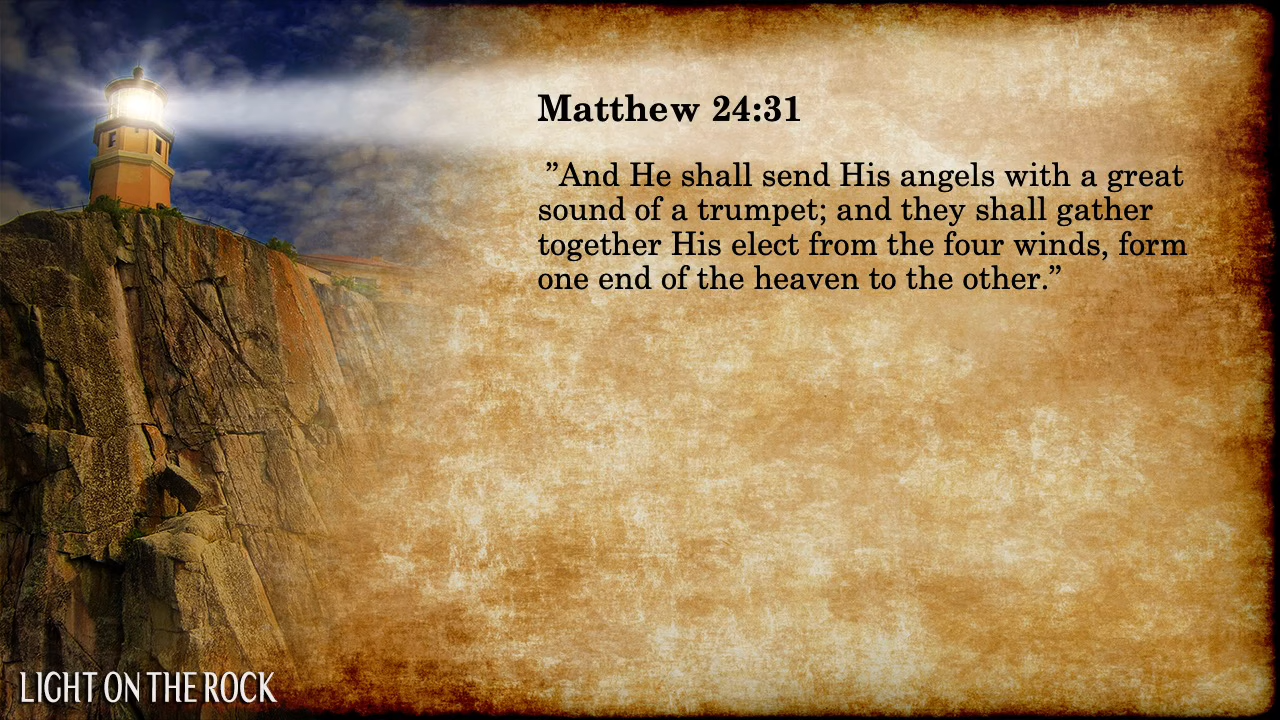 Matthew 24:31
”And He shall send His angels with a great
sound of a trumpet; and they shall gather
together His elect from the four winds, form
one end of the heaven to the other.”
LIGHT ON THE ROCK